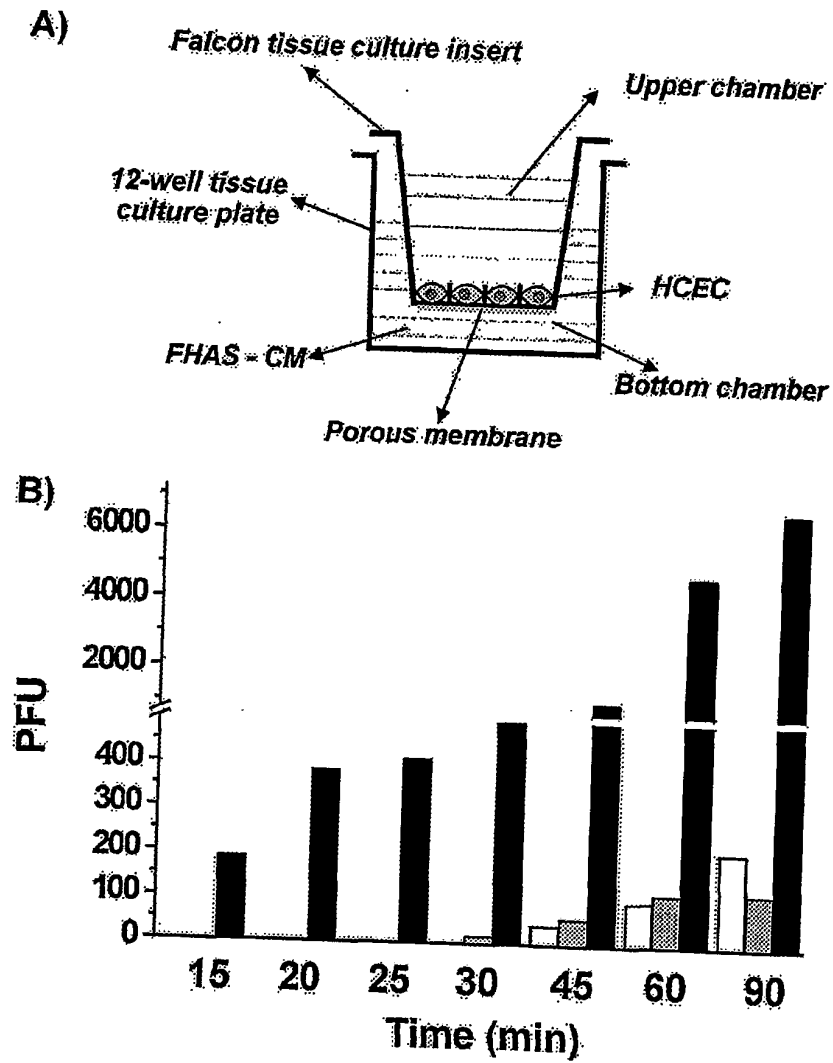 A)
Falcon tissue culture insert
Upper chamber
12-well tissue
culture plate
HCEC
FHAS - CM
Bottom chamber
Porous membrane
B)
6000
4000
2000
400
300
200
100
0
PFU
15 20 25 30 45 60 90
Time (min)